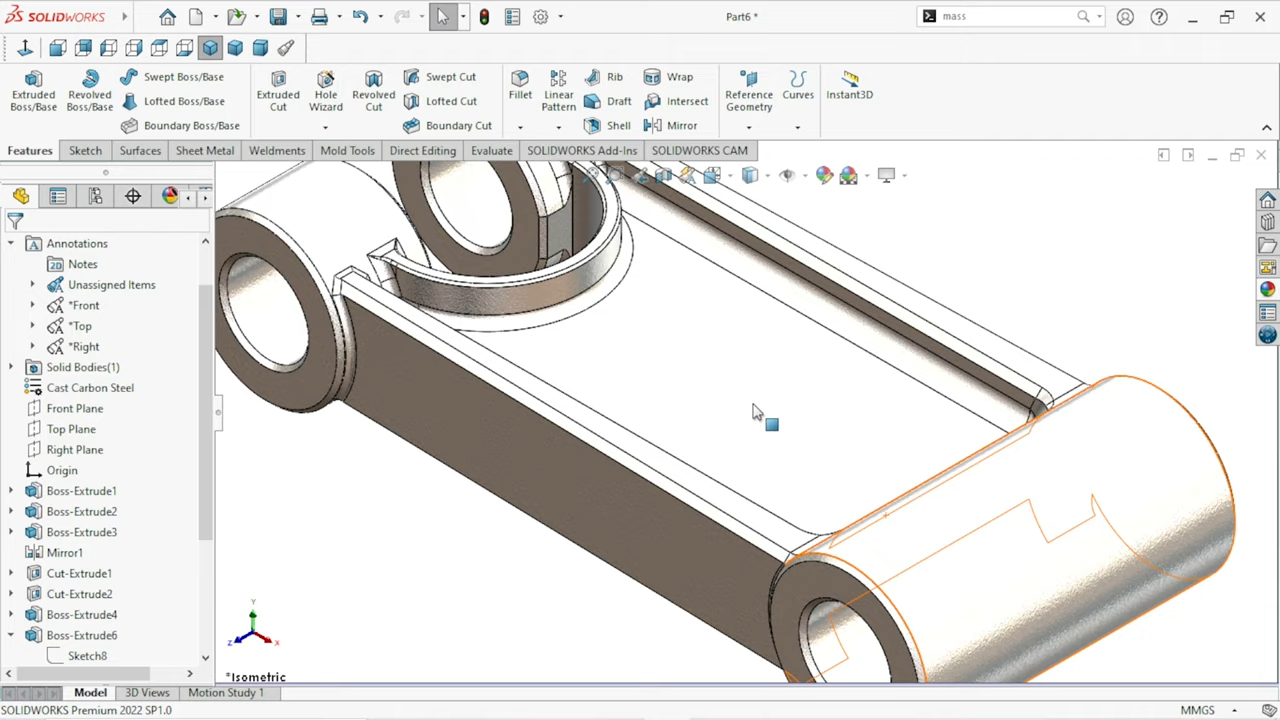 SOLIDWORKS
Part6 *
mass
Extruded Boss/Base
Revolved Boss/Base
Swept Boss/Base
Lofted Boss/Base
Boundary Boss/Base
Extruded Cut
Hole Wizard
Revolved Cut
Swept Cut
Lofted Cut
Boundary Cut
Fillet
Linear Pattern
Rib
Draft
Shell
Wrap
Intersect
Mirror
Reference Geometry
Curves
Instant3D
Features
Sketch
Surfaces
Sheet Metal
Weldments
Mold Tools
Direct Editing
Evaluate
SOLIDWORKS Add-Ins
SOLIDWORKS CAM
Annotations
Notes
Unassigned Items
*Front
*Top
*Right
Solid Bodies(1)
Cast Carbon Steel
Front Plane
Top Plane
Right Plane
Origin
Boss-Extrude1
Boss-Extrude2
Boss-Extrude3
Mirror1
Cut-Extrude1
Cut-Extrude2
Boss-Extrude4
Boss-Extrude6
Sketch8
Y
Z
X
*Isometric
Model
3D Views
Motion Study 1
SOLIDWORKS Premium 2022 SP1.0
MMGS